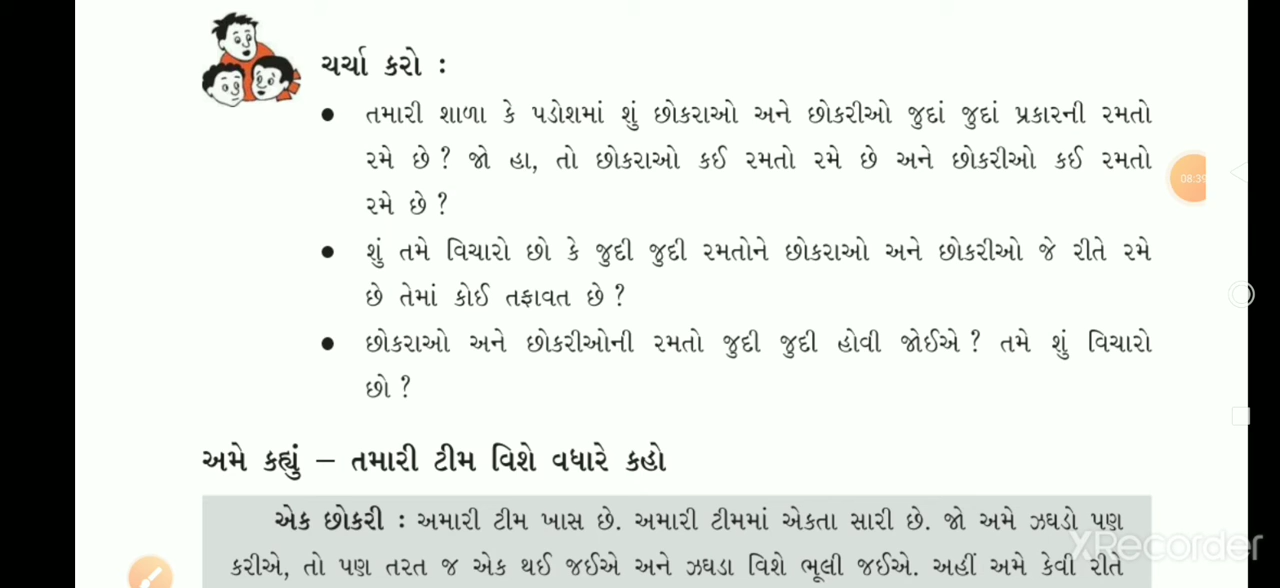 ચર્ચા કરો :
● તમારી શાળા કે પડોશમાં શું છોકરાઓ અને છોકરીઓ જુદાં જુદાં પ્રકારની રમતો
રમે છે ? જો હા, તો છોકરાઓ કઈ રમતો રમે છે અને છોકરીઓ કઈ રમતો
08:39
રમે છે ?
● શું તમે વિચારો છો કે જુદી જુદી રમતોને છોકરાઓ અને છોકરીઓ જે રીતે રમે
છે તેમાં કોઈ તફાવત છે ?
● છોકરાઓ અને છોકરીઓની રમતો જુદી જુદી હોવી જોઈએ ? તમે શું વિચારો
છો ?
અમે કહ્યું – તમારી ટીમ વિશે વધારે કહો
એક છોકરી : અમારી ટીમ ખાસ છે. અમારી ટીમમાં એકતા સારી છે. જો અમે ઝઘડો પણ
XRecorder
કરીએ, તો પણ તરત જ એક થઈ જઈએ અને ઝઘડા વિશે ભૂલી જઈએ. અહીં અમે કેવી રીતે